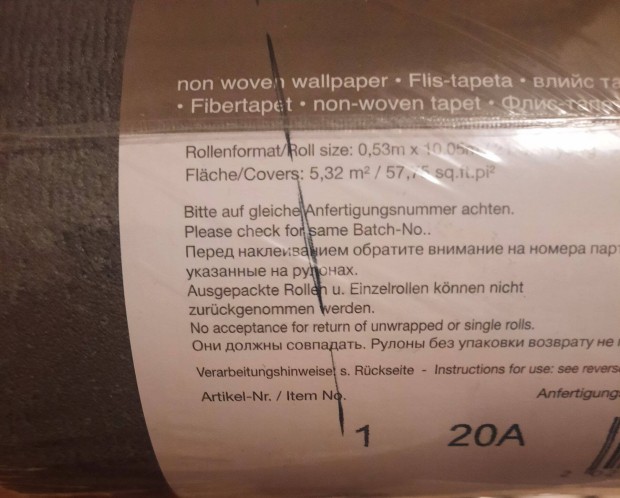 non woven wallpaper • Flis-tapeta • влийс
• Fibertapet • non-woven tapet •
Rollenformat/Roll size: 0,53m x 10.05m
Fläche/Covers: 5,32 m² / 57,75 sq.ft.pi²
Bitte auf gleiche Anfertigungsnummer achten.
Please check for same Batch-No..
Перед наклеиванием обратите внимание на номера
указанные на рулонах.
Ausgepackte Rollen u. Einzelrollen können nicht
zurückgenommen werden.
No acceptance for return of unwrapped or single rolls.
Они должны совпадать. Рулоны без упаковки возврату не
Verarbeitungshinweise s. Rückseite - Instructions for use: see reverse
Artikel-Nr. / Item No. Anfertigung
1 20A